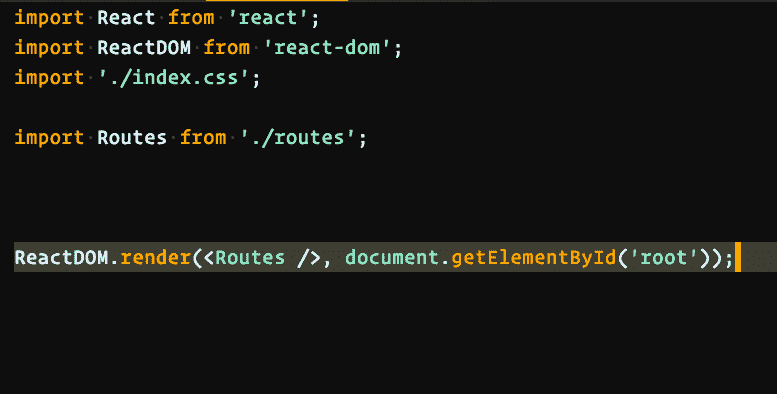 import React from 'react';
import ReactDOM from 'react-dom';
import './index.css';
import Routes from './routes';
ReactDOM.render(<Routes />, document.getElementById('root'));